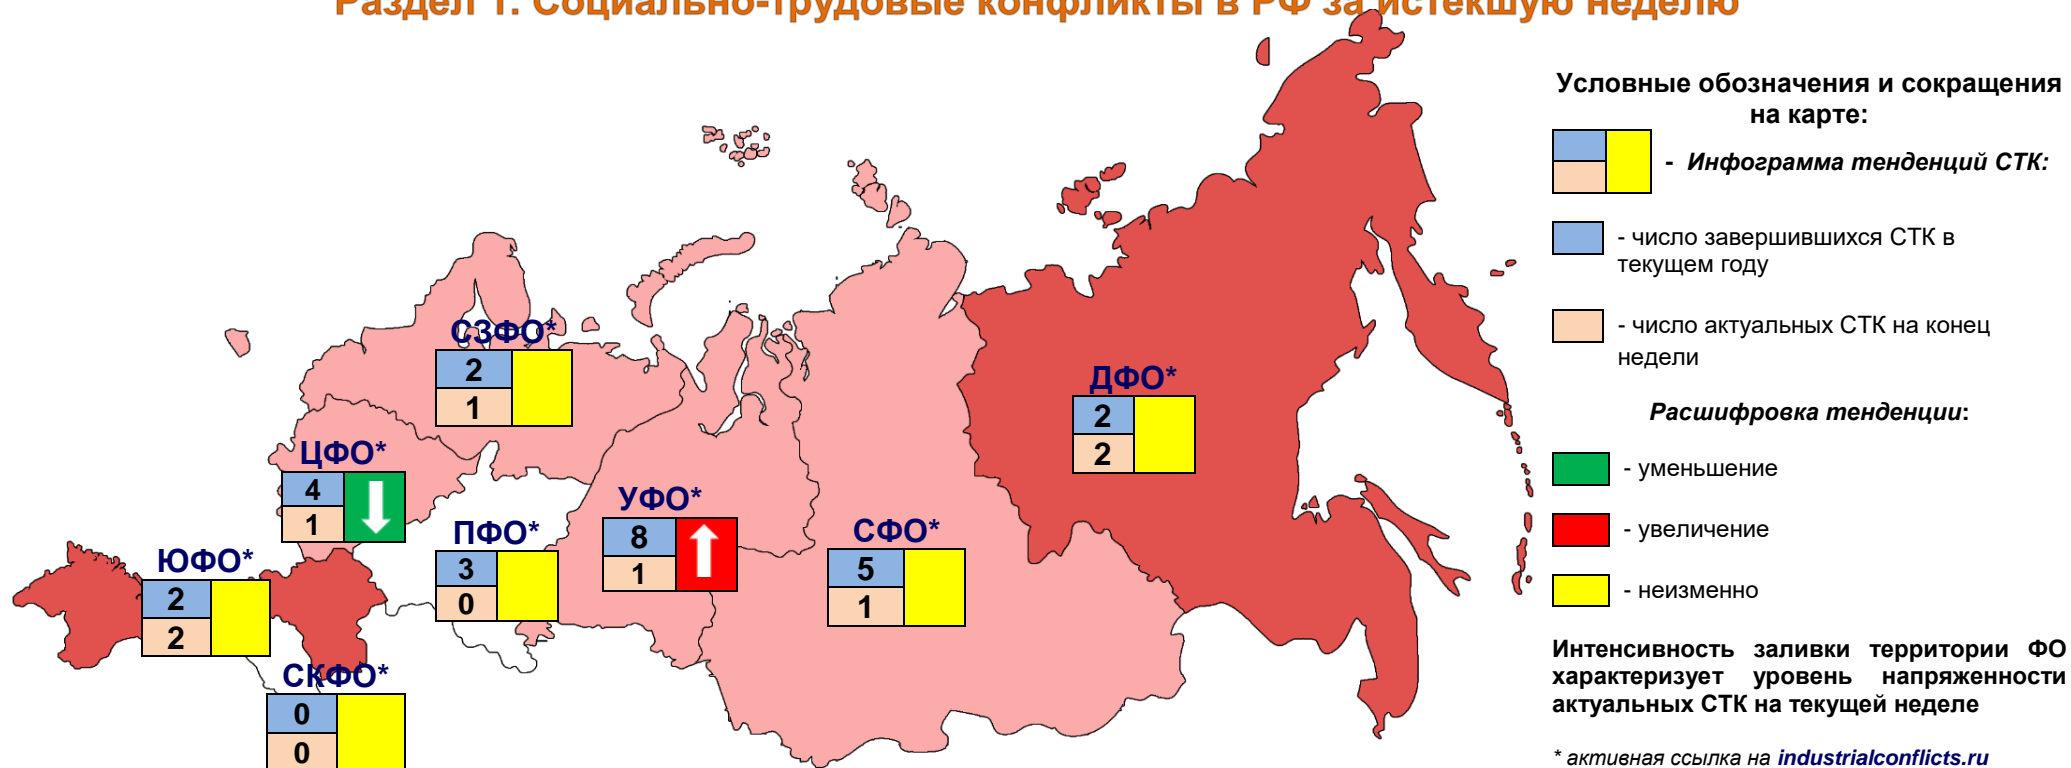 Раздел 1. Социально-трудовые конфликты в РФ за истекшую неделю
Условные обозначения и сокращения
на карте:
- Инфограмма тенденций СТК:
- число завершившихся СТК в
текущем году
- число актуальных СТК на конец
недели
Расшифровка тенденции:
- уменьшение
- увеличение
- неизменно
Интенсивность заливки территории ФО
характеризует уровень напряженности
актуальных СТК на текущей неделе
* активная ссылка на industrialconflicts.ru
СЗФО*
2
1
ДФО*
2
2
ЦФО*
4
1
УФО*
8
1
ПФО*
3
0
СФО*
5
1
ЮФО*
2
2
СКФО*
0
0